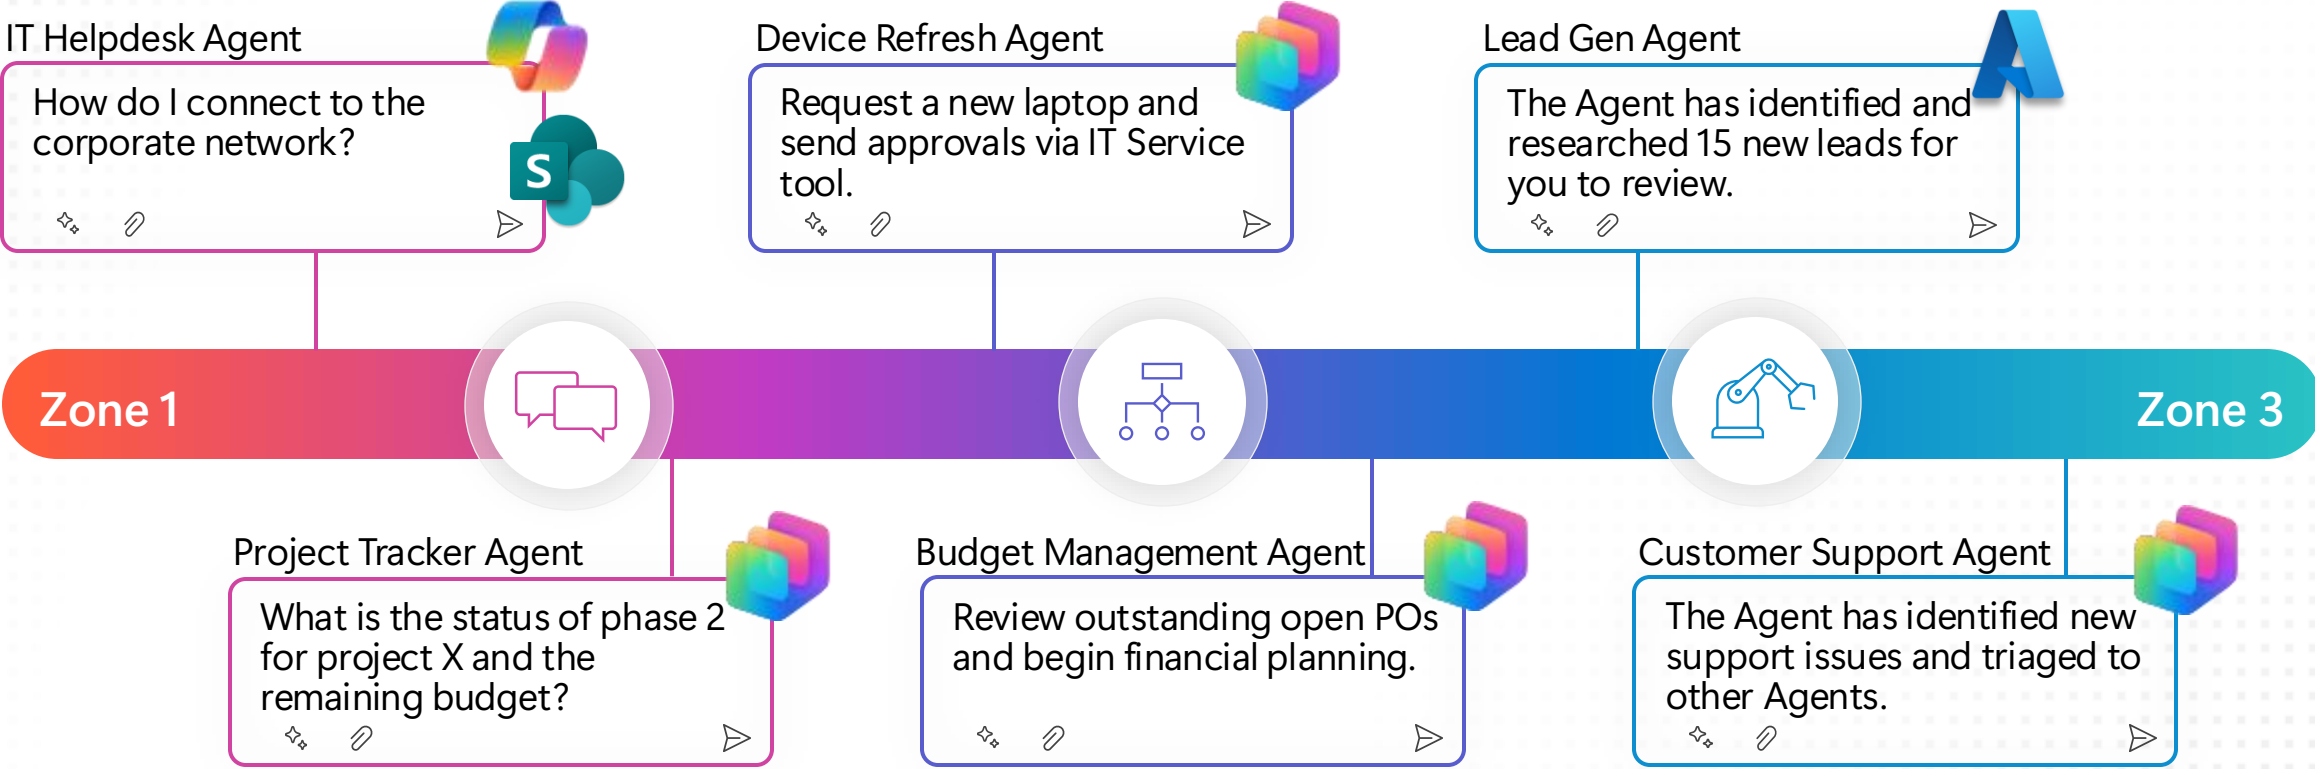 IT Helpdesk Agent
How do I connect to the
corporate network?
S
Device Refresh Agent
Request a new laptop and
send approvals via IT Service
tool.
Lead Gen Agent
The Agent has identified and
researched 15 new leads for
you to review.
Zone 1
Zone 3
Project Tracker Agent
What is the status of phase 2
for project X and the
remaining budget?
Budget Management Agent
Review outstanding open POs
and begin financial planning.
Customer Support Agent
The Agent has identified new
support issues and triaged to
other Agents.